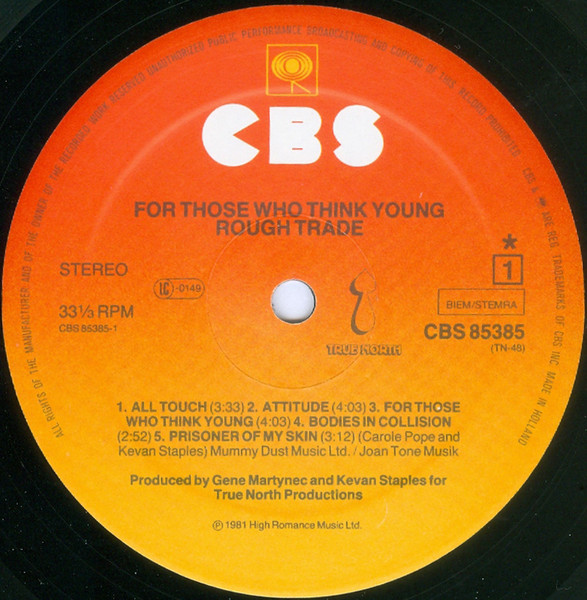 ALL RIGHTS OF THE MANUFACTURER AND OF THE OWNER OF THE RECORDED WORK RESERVED UNAUTHORIZED PUBLIC PERFORMANCE BROADCASTING AND COPYING OF THIS RECORD PROHIBITED CBS & ARE REG. TRADEMARKS OF CBS INC MADE IN HOLLAND
CBS
FOR THOSE WHO THINK YOUNG
ROUGH TRADE
*
STEREO
LC-0149
1
33⅓ RPM
BIEM/STEMRA
CBS 85385-1
CBS 85385
TRUE NORTH
(TN-48)
1. ALL TOUCH (3:33) 2. ATTITUDE (4:03) 3. FOR THOSE
WHO THINK YOUNG (4:03) 4. BODIES IN COLLISION
(2:52) 5. PRISONER OF MY SKIN (3:12) (Carole Pope and
Kevan Staples) Mummy Dust Music Ltd. / Joan Tone Musik
Produced by Gene Martynec and Kevan Staples for
True North Productions
℗ 1981 High Romance Music Ltd.